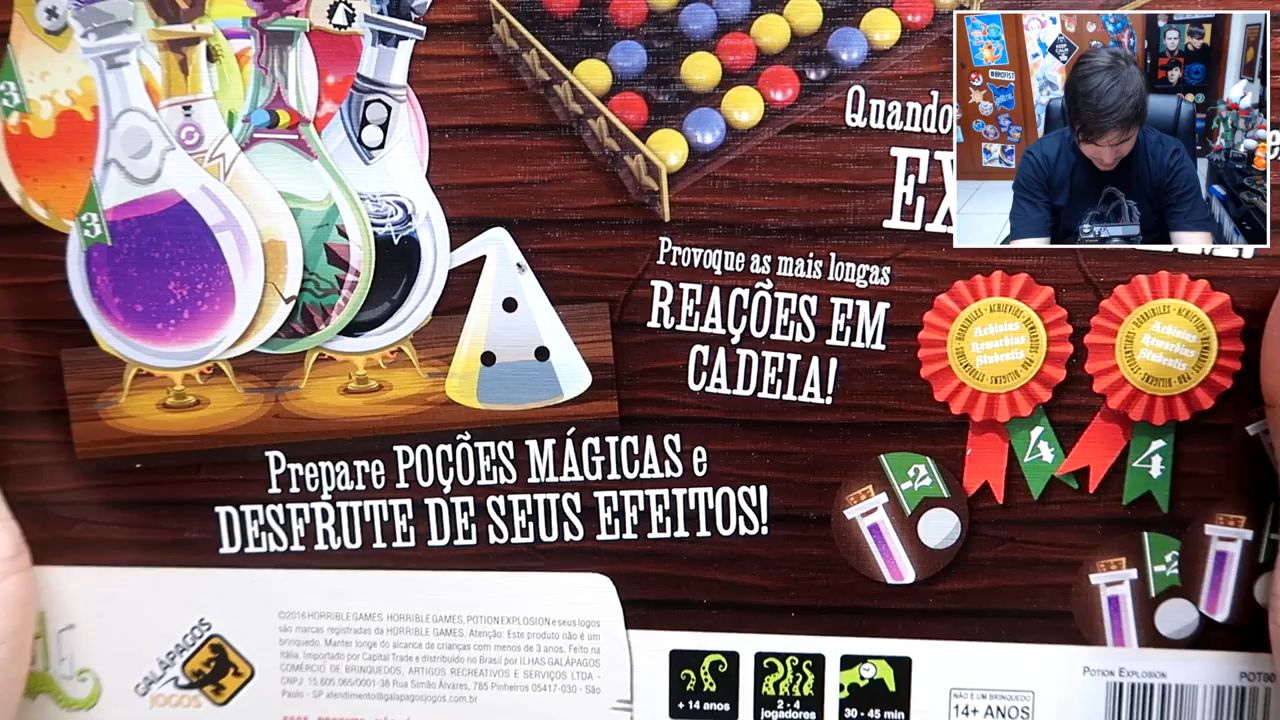 3
3
Quando
Provoque as mais longas
REAÇÕES EM
CADEIA!
Prepare POÇÕES MÁGICAS e
DESFRUTE DE SEUS EFEITOS!
Achivius
Rewardius
Studentis
Achivius
Rewardius
Studentis
4
4
-2
-2
#BROFIST
KEEP CALM
©2016 HORRIBLE GAMES. HORRIBLE GAMES, POTION EXPLOSION e seus logos
são marcas registradas da HORRIBLE GAMES. Atenção: Este produto não é um
brinquedo. Manter longe do alcance de crianças com menos de 3 anos. Feito na
Itália. Importado por Capital Trade e distribuído no Brasil por ILHAS GALÁPAGOS
COMÉRCIO DE BRINQUEDOS, ARTIGOS RECREATIVOS E SERVIÇOS LTDA -
CNPJ: 15.605.065/0001-38 Rua Simão Álvares, 785 Pinheiros 05417-030 - São
Paulo - SP atendimento@galapagosjogos.com.br
GALÁPAGOS
JOGOS
+ 14 anos
2 - 4
jogadores
30 - 45 min
NÃO É UM BRINQUEDO
14+ ANOS
POTION EXPLOSION